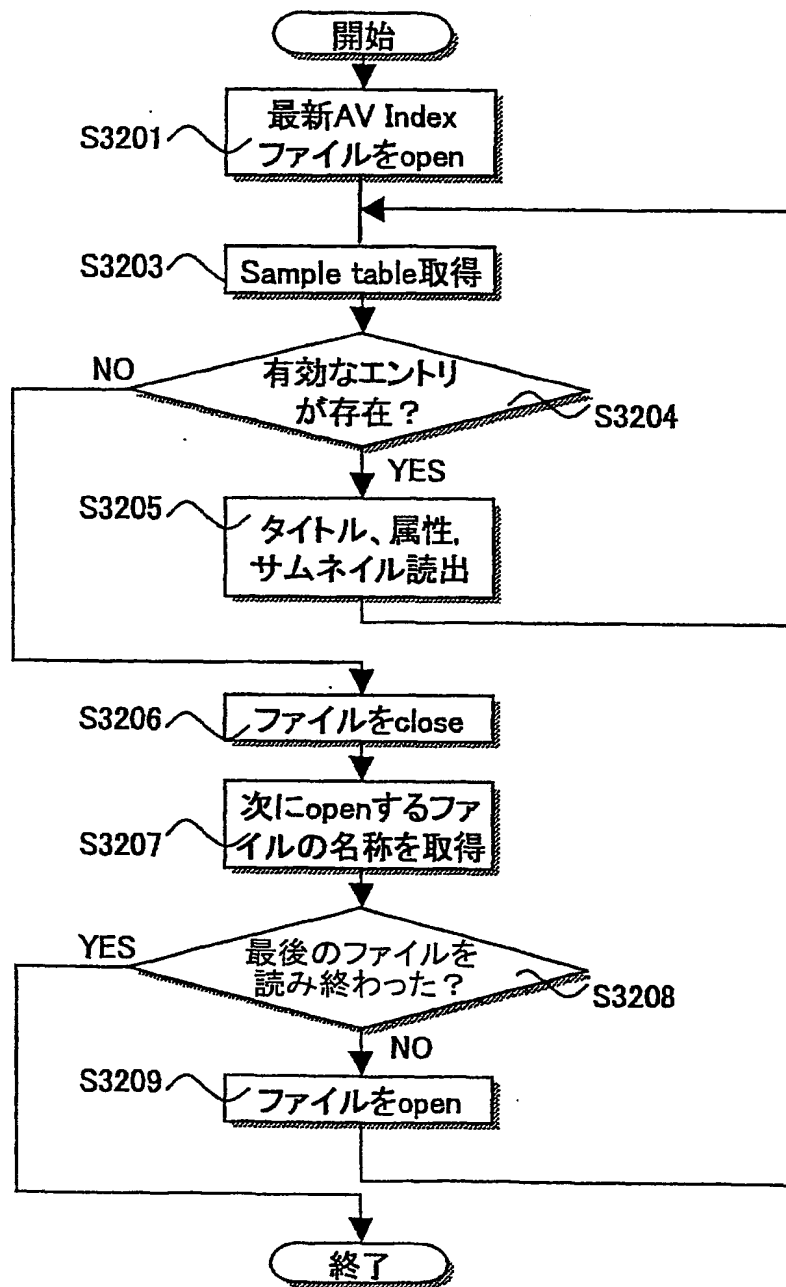 開始
S3201
最新AV Index
ファイルをopen
S3203
Sample table取得
NO
有効なエントリ
が存在？
S3204
YES
S3205
タイトル、属性,
サムネイル読出
S3206
ファイルをclose
S3207
次にopenするファ
イルの名称を取得
YES
最後のファイルを
読み終わった？
S3208
NO
S3209
ファイルをopen
終了